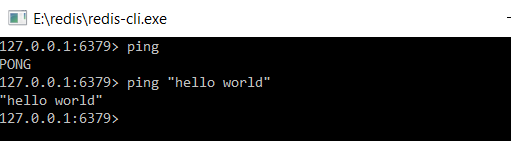 E:\redis\redis-cli.exe
127.0.0.1:6379> ping
PONG
127.0.0.1:6379> ping "hello world"
"hello world"
127.0.0.1:6379>